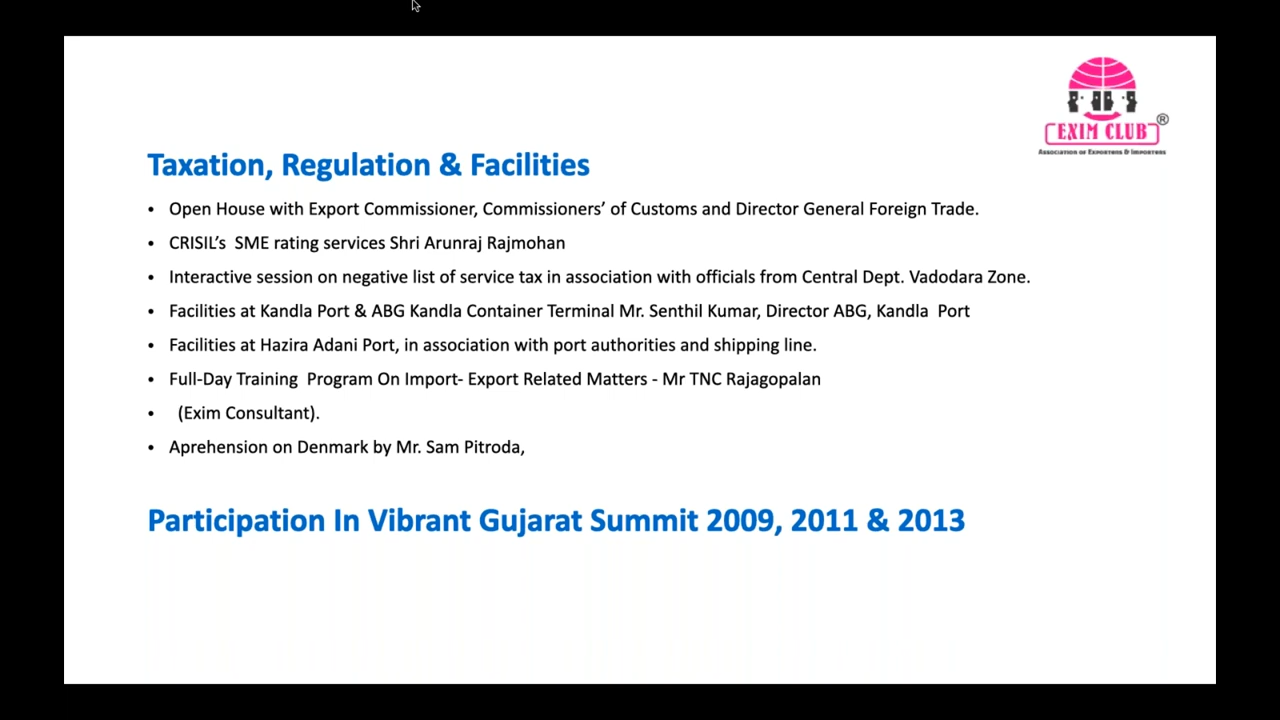 EXIM CLUB ®
Association of Exporters & Importers
Taxation, Regulation & Facilities
• Open House with Export Commissioner, Commissioners’ of Customs and Director General Foreign Trade.
• CRISIL’s SME rating services Shri Arunraj Rajmohan
• Interactive session on negative list of service tax in association with officials from Central Dept. Vadodara Zone.
• Facilities at Kandla Port & ABG Kandla Container Terminal Mr. Senthil Kumar, Director ABG, Kandla Port
• Facilities at Hazira Adani Port, in association with port authorities and shipping line.
• Full-Day Training Program On Import- Export Related Matters - Mr TNC Rajagopalan
• (Exim Consultant).
• Aprehension on Denmark by Mr. Sam Pitroda,
Participation In Vibrant Gujarat Summit 2009, 2011 & 2013